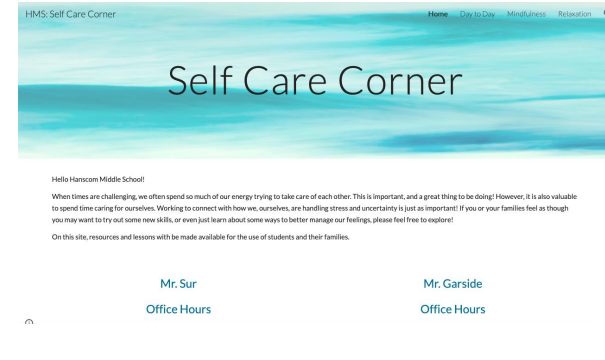 HMS: Self Care Corner
Home Day to Day Mindfulness Relaxation
Self Care Corner
Hello Hanscom Middle School!
When times are challenging, we often spend so much of our energy trying to take care of each other. This is important, and a great thing to be doing! However, it is also valuable
to spend time caring for ourselves. Working to connect with how we, ourselves, are handling stress and uncertainty is just as important! If you or your families feel as though
you may want to try out some new skills, or even just learn about some ways to better manage our feelings, please feel free to explore!
On this site, resources and lessons with be made available for the use of students and their families.
Mr. Sur
Office Hours
Mr. Garside
Office Hours